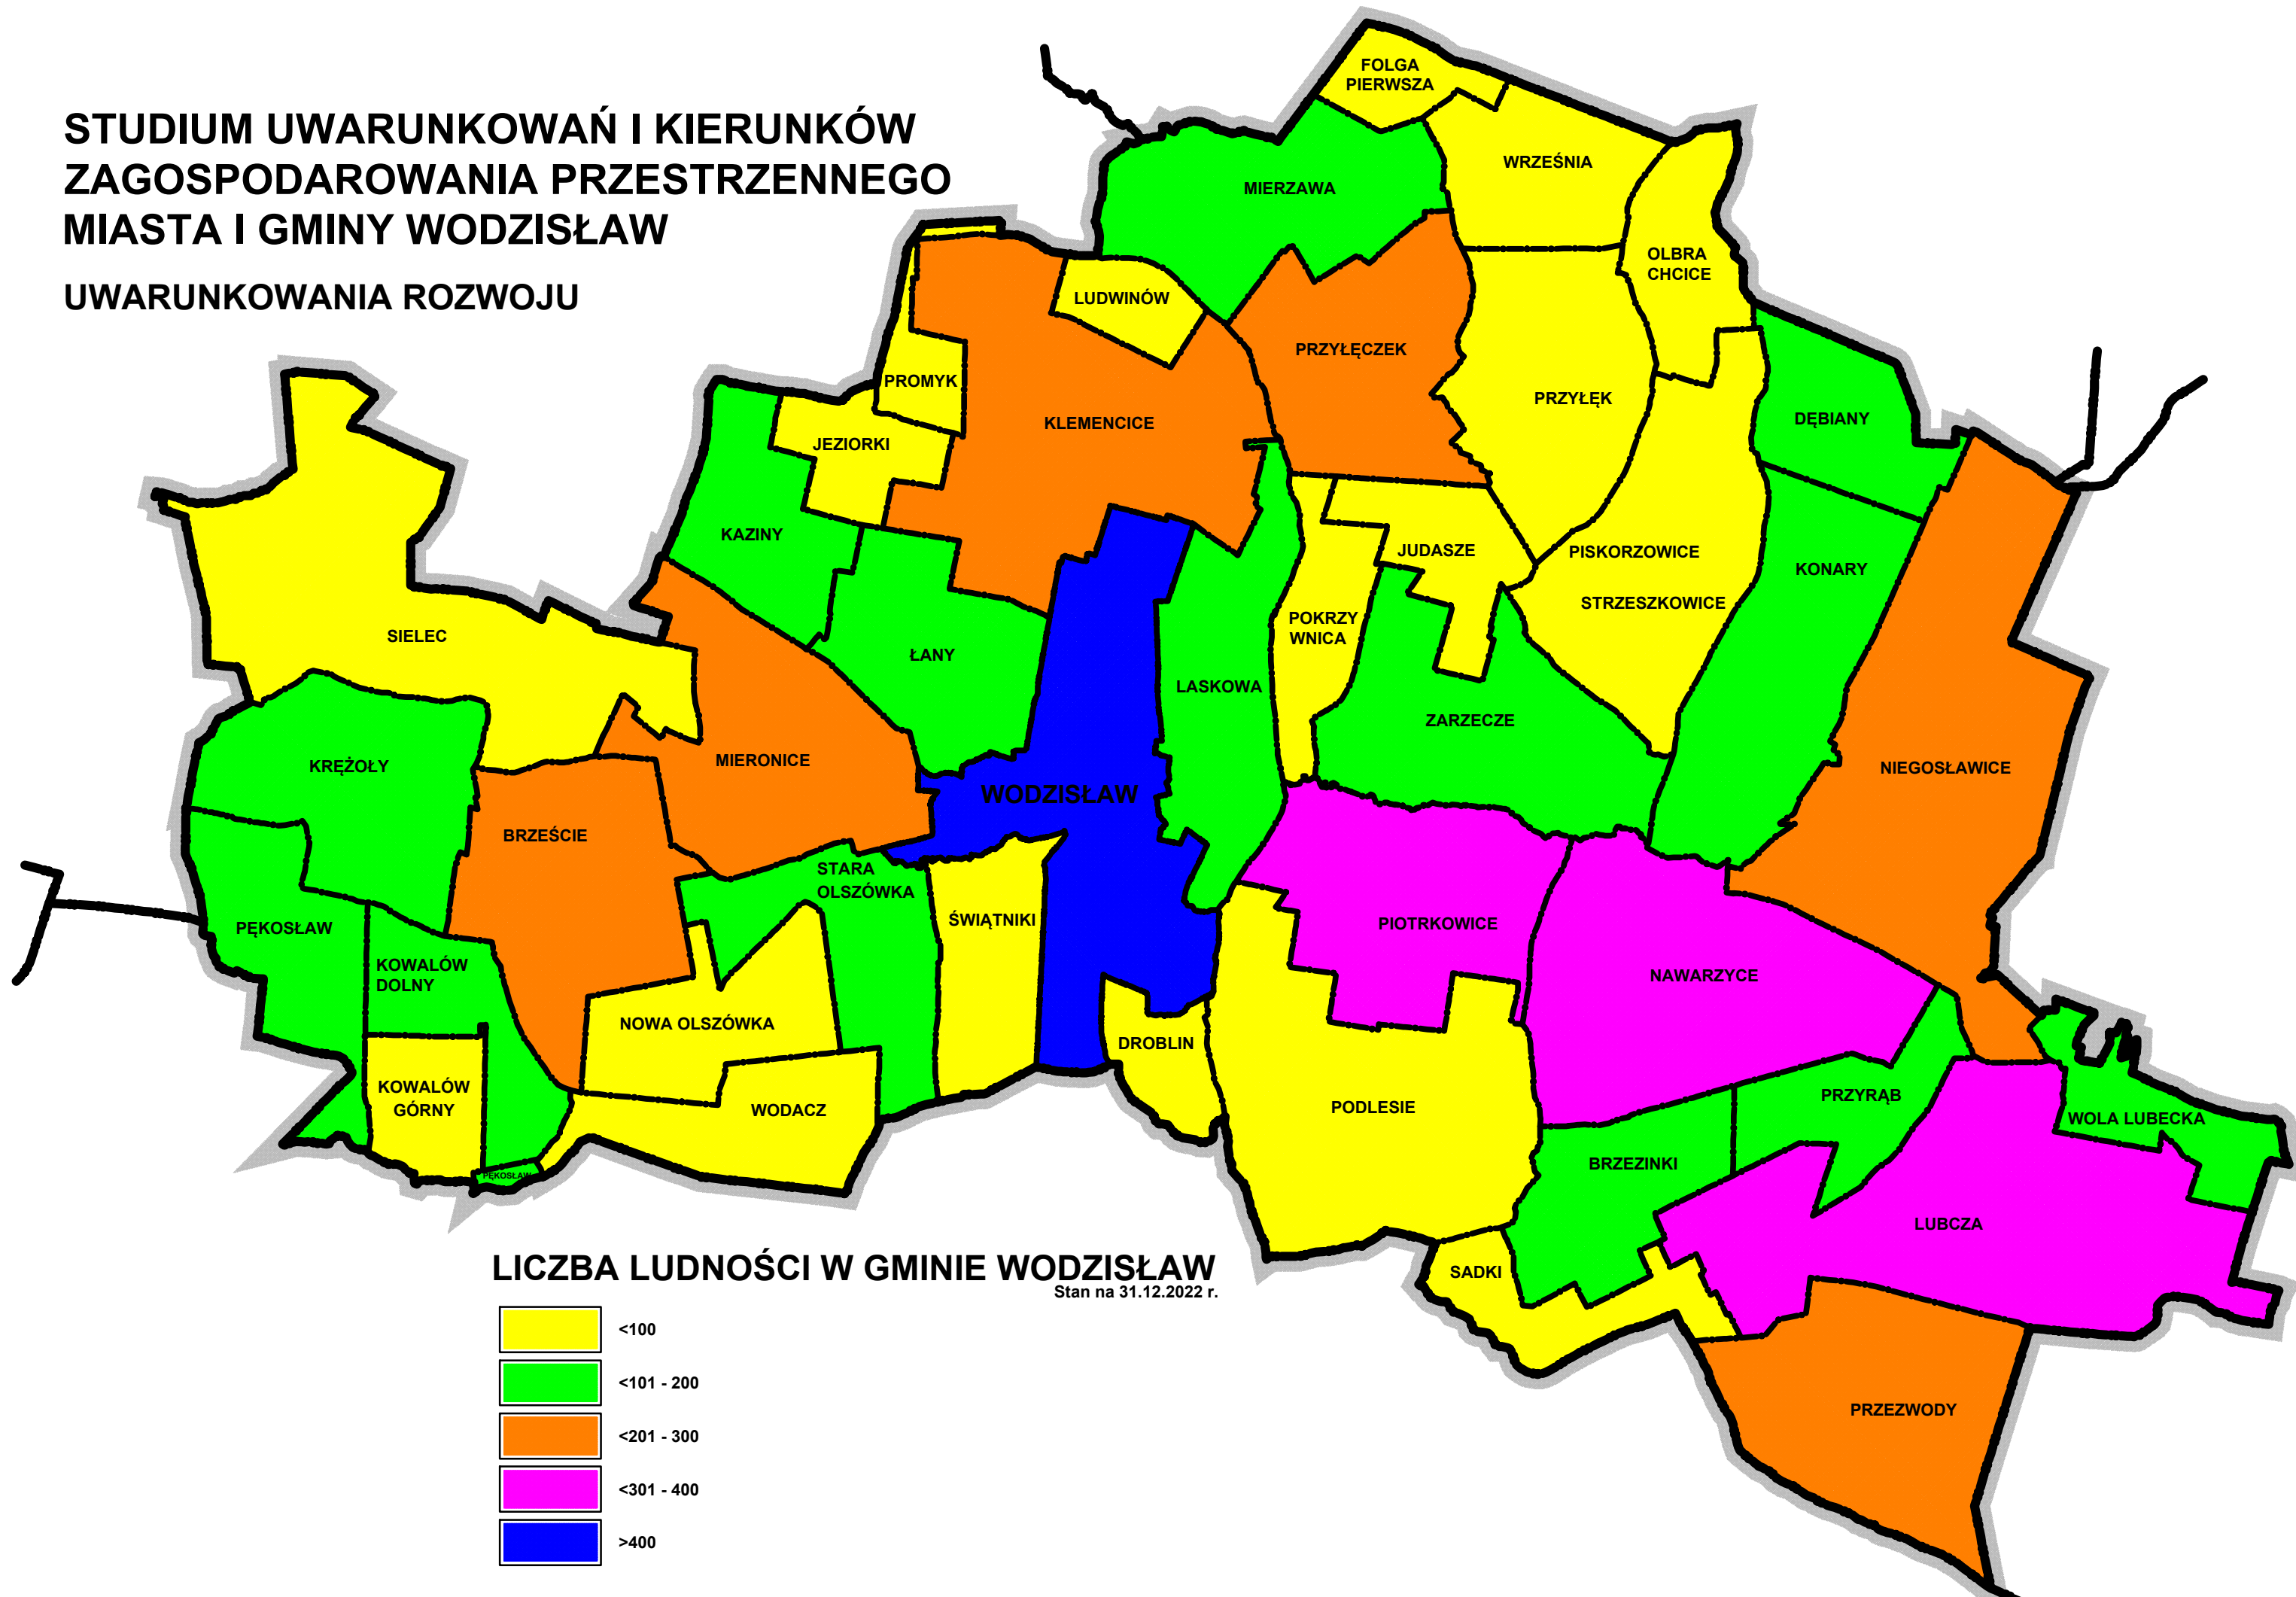 STUDIUM UWARUNKOWAŃ I KIERUNKÓW
ZAGOSPODAROWANIA PRZESTRZENNEGO
MIASTA I GMINY WODZISŁAW
UWARUNKOWANIA ROZWOJU
FOLGA
PIERWSZA
WRZEŚNIA
MIERZAWA
OLBRA
CHCICE
LUDWINÓW
PRZYŁĘCZEK
PROMYK
PRZYŁĘK
DĘBIANY
KLEMENCICE
JEZIORKI
KAZINY
JUDASZE
PISKORZOWICE
KONARY
STRZESZKOWICE
POKRZY
WNICA
SIELEC
ŁANY
LASKOWA
ZARZECZE
KRĘŻOŁY
MIERONICE
NIEGOSŁAWICE
WODZISŁAW
BRZEŚCIE
STARA
OLSZÓWKA
ŚWIĄTNIKI
PIOTRKOWICE
PĘKOSŁAW
KOWALÓW
DOLNY
NAWARZYCE
NOWA OLSZÓWKA
DROBLIN
KOWALÓW
GÓRNY
WODACZ
PODLESIE
PRZYRĄB
WOLA LUBECKA
BRZEZINKI
PĘKOSŁAW
LUBCZA
SADKI
PRZEZWODY
LICZBA LUDNOŚCI W GMINIE WODZISŁAW
Stan na 31.12.2022 r.
<100
<101 - 200
<201 - 300
<301 - 400
>400